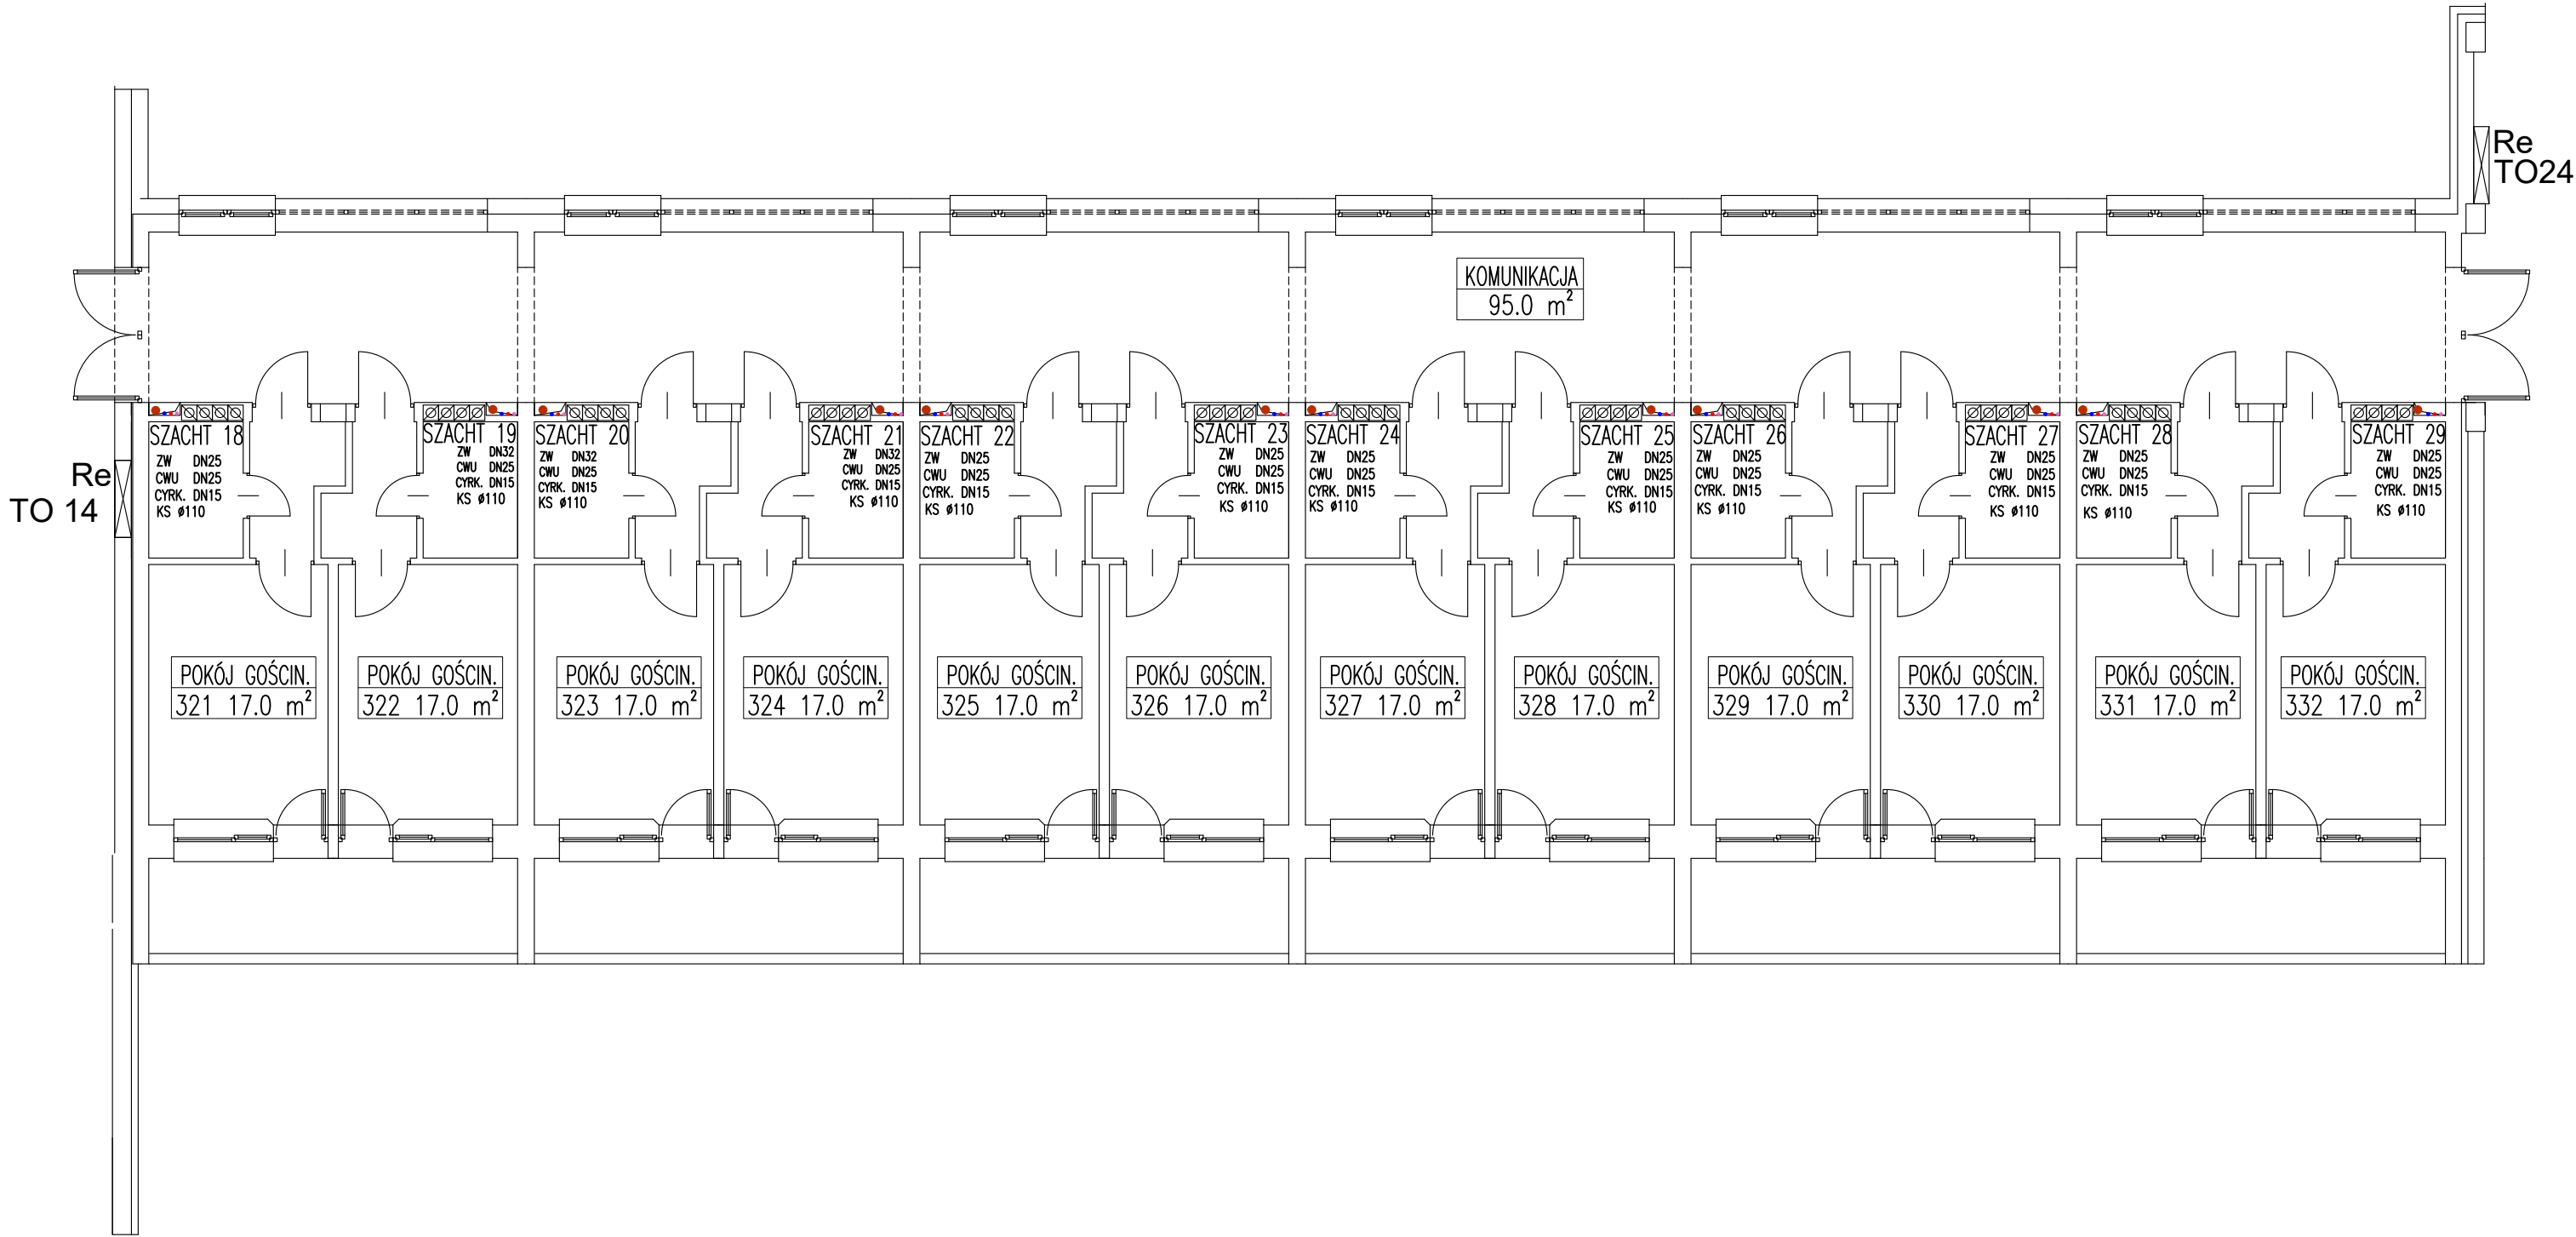 Re
TO24
KOMUNIKACJA
95.0 m²
SZACHT 18
ZW DN25
CWU DN25
CYRK. DN15
KS ø110
SZACHT 19
ZW DN32
CWU DN25
CYRK. DN15
KS ø110
SZACHT 20
ZW DN32
CWU DN25
CYRK. DN15
KS ø110
SZACHT 21
ZW DN32
CWU DN25
CYRK. DN15
KS ø110
SZACHT 22
ZW DN25
CWU DN25
CYRK. DN15
KS ø110
SZACHT 23
ZW DN25
CWU DN25
CYRK. DN15
KS ø110
SZACHT 24
ZW DN25
CWU DN25
CYRK. DN15
KS ø110
SZACHT 25
ZW DN25
CWU DN25
CYRK. DN15
KS ø110
SZACHT 26
ZW DN25
CWU DN25
CYRK. DN15
KS ø110
SZACHT 27
ZW DN25
CWU DN25
CYRK. DN15
KS ø110
SZACHT 28
ZW DN25
CWU DN25
CYRK. DN15
KS ø110
SZACHT 29
ZW DN25
CWU DN25
CYRK. DN15
KS ø110
Re
TO 14
POKÓJ GOŚCIN.
321 17.0 m²
POKÓJ GOŚCIN.
322 17.0 m²
POKÓJ GOŚCIN.
323 17.0 m²
POKÓJ GOŚCIN.
324 17.0 m²
POKÓJ GOŚCIN.
325 17.0 m²
POKÓJ GOŚCIN.
326 17.0 m²
POKÓJ GOŚCIN.
327 17.0 m²
POKÓJ GOŚCIN.
328 17.0 m²
POKÓJ GOŚCIN.
329 17.0 m²
POKÓJ GOŚCIN.
330 17.0 m²
POKÓJ GOŚCIN.
331 17.0 m²
POKÓJ GOŚCIN.
332 17.0 m²